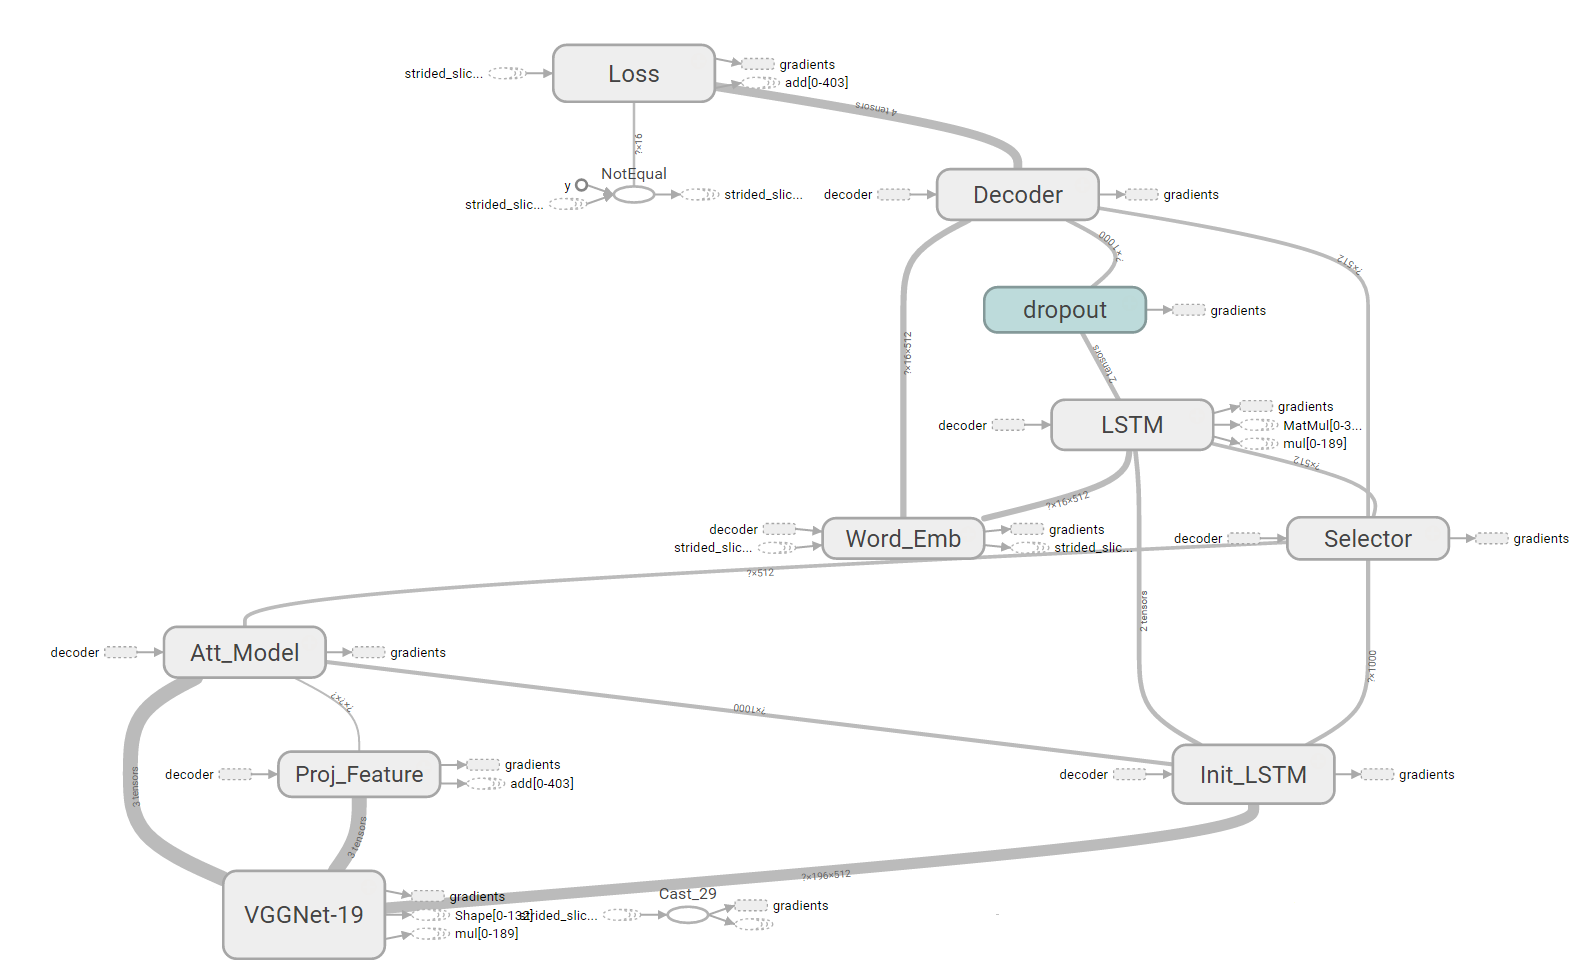 Loss
strided_slic...
gradients
add[0-403]
4 tensors
?×16
NotEqual
y
strided_slic...
strided_slic...
decoder
Decoder
gradients
?×1000
?×512
dropout
gradients
?×16×512
2 tensors
decoder
LSTM
gradients
MatMul[0-3...
mul[0-189]
?×512
?×16×512
decoder
strided_slic...
Word_Emb
gradients
strided_slic...
decoder
Selector
gradients
?×512
2 tensors
decoder
Att_Model
gradients
?×1000
?×?×?
?×1000
decoder
Proj_Feature
gradients
add[0-403]
decoder
Init_LSTM
gradients
3 tensors
3 tensors
?×196×512
VGGNet-19
gradients
Shape[0-132]
mul[0-189]
strided_slic...
Cast_29
gradients